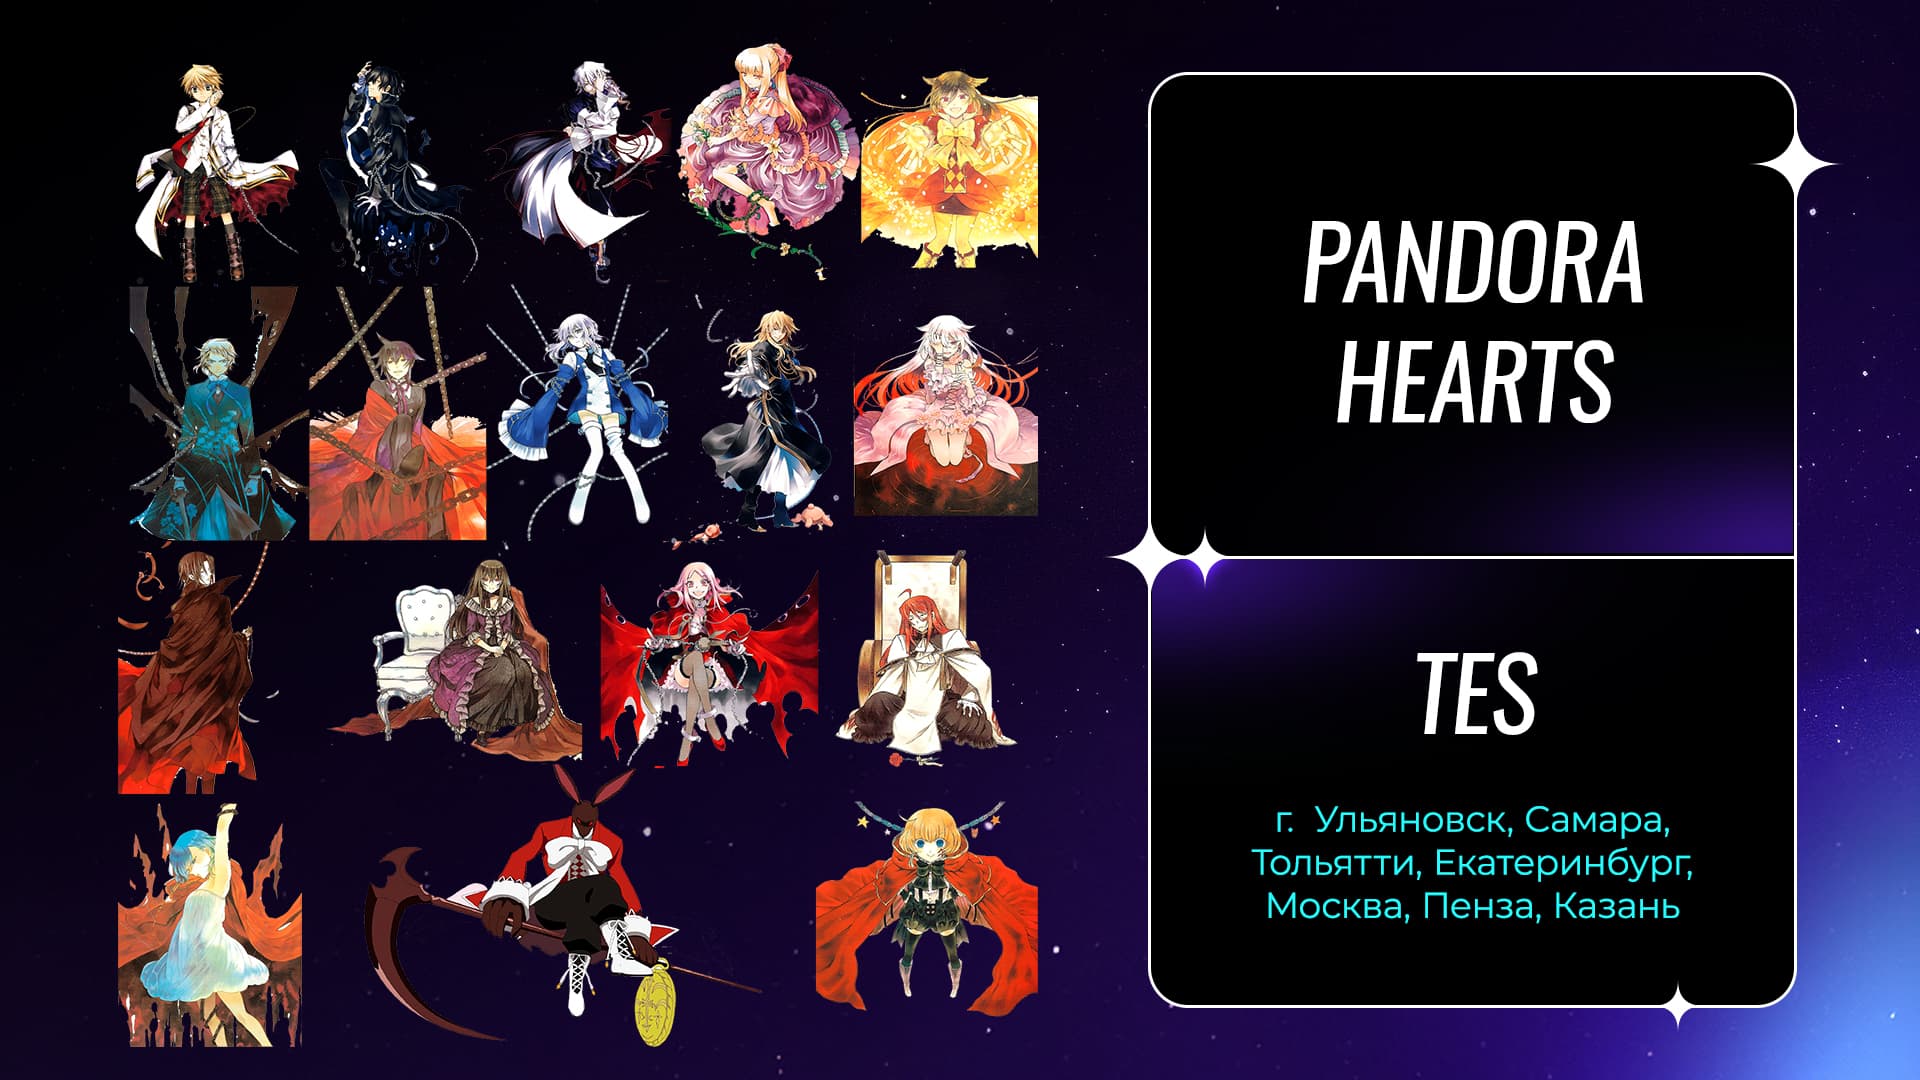 PANDORA
HEARTS
TES
г. Ульяновск, Самара,
Тольятти, Екатеринбург,
Москва, Пенза, Казань